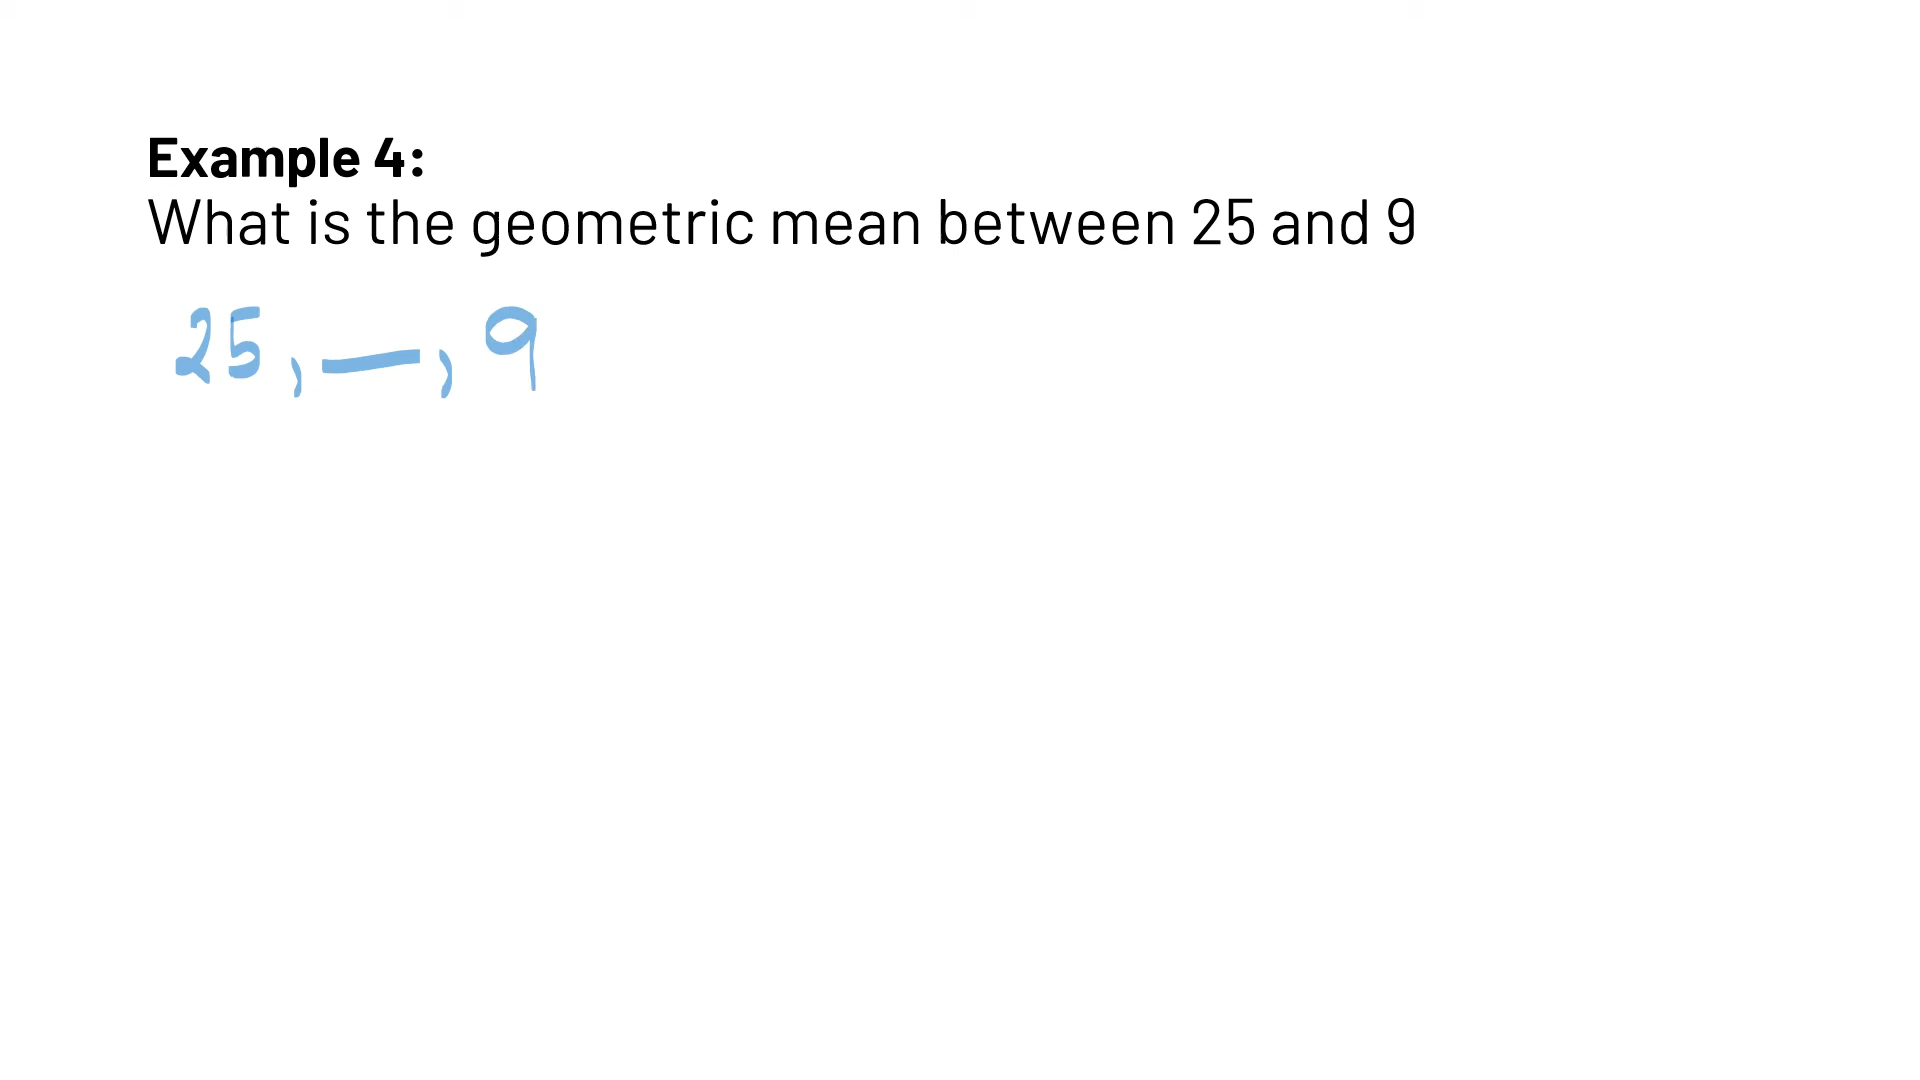 Example 4:
What is the geometric mean between 25 and 9
25, __, 9